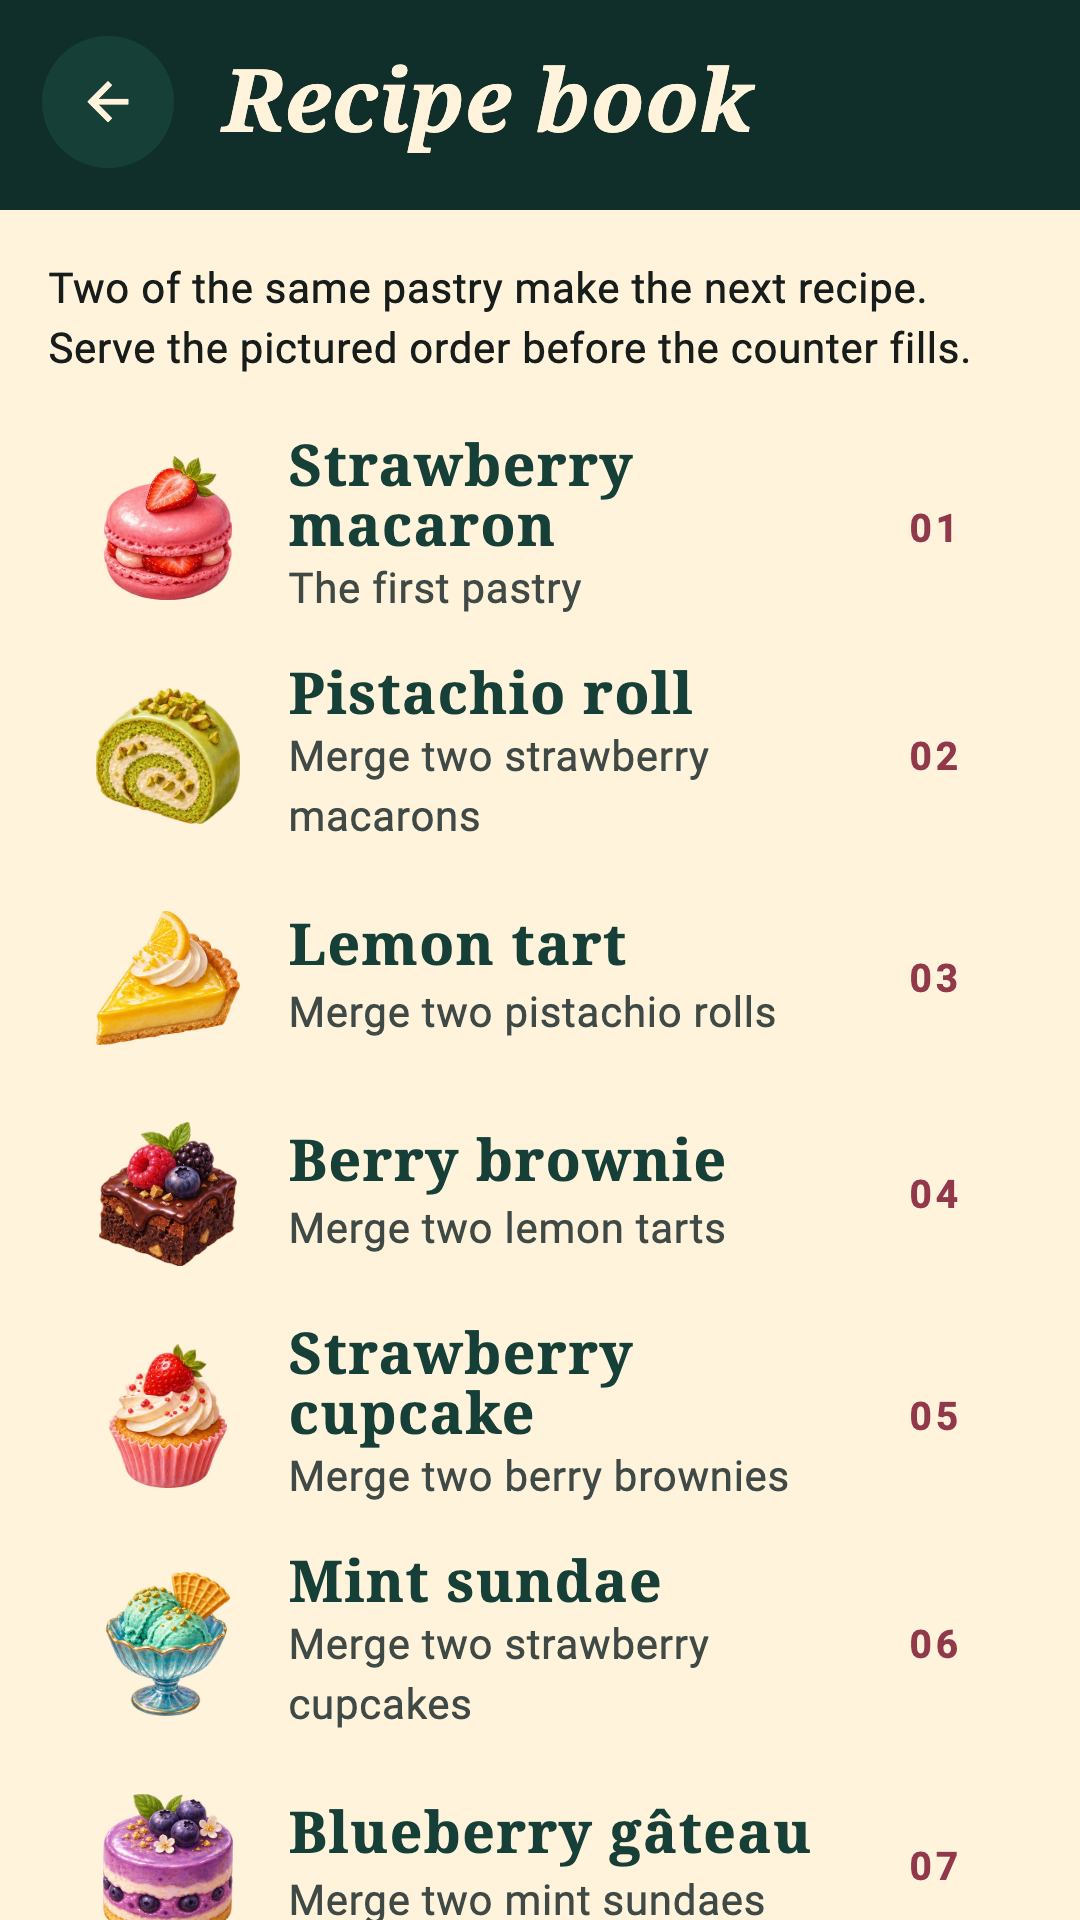 Recipe book
Two of the same pastry make the next recipe.
Serve the pictured order before the counter fills.
Strawberry
macaron
The first pastry
01
Pistachio roll
Merge two strawberry
macarons
02
Lemon tart
Merge two pistachio rolls
03
Berry brownie
Merge two lemon tarts
04
Strawberry
cupcake
Merge two berry brownies
05
Mint sundae
Merge two strawberry
cupcakes
06
Blueberry gâteau
Merge two mint sundaes
07